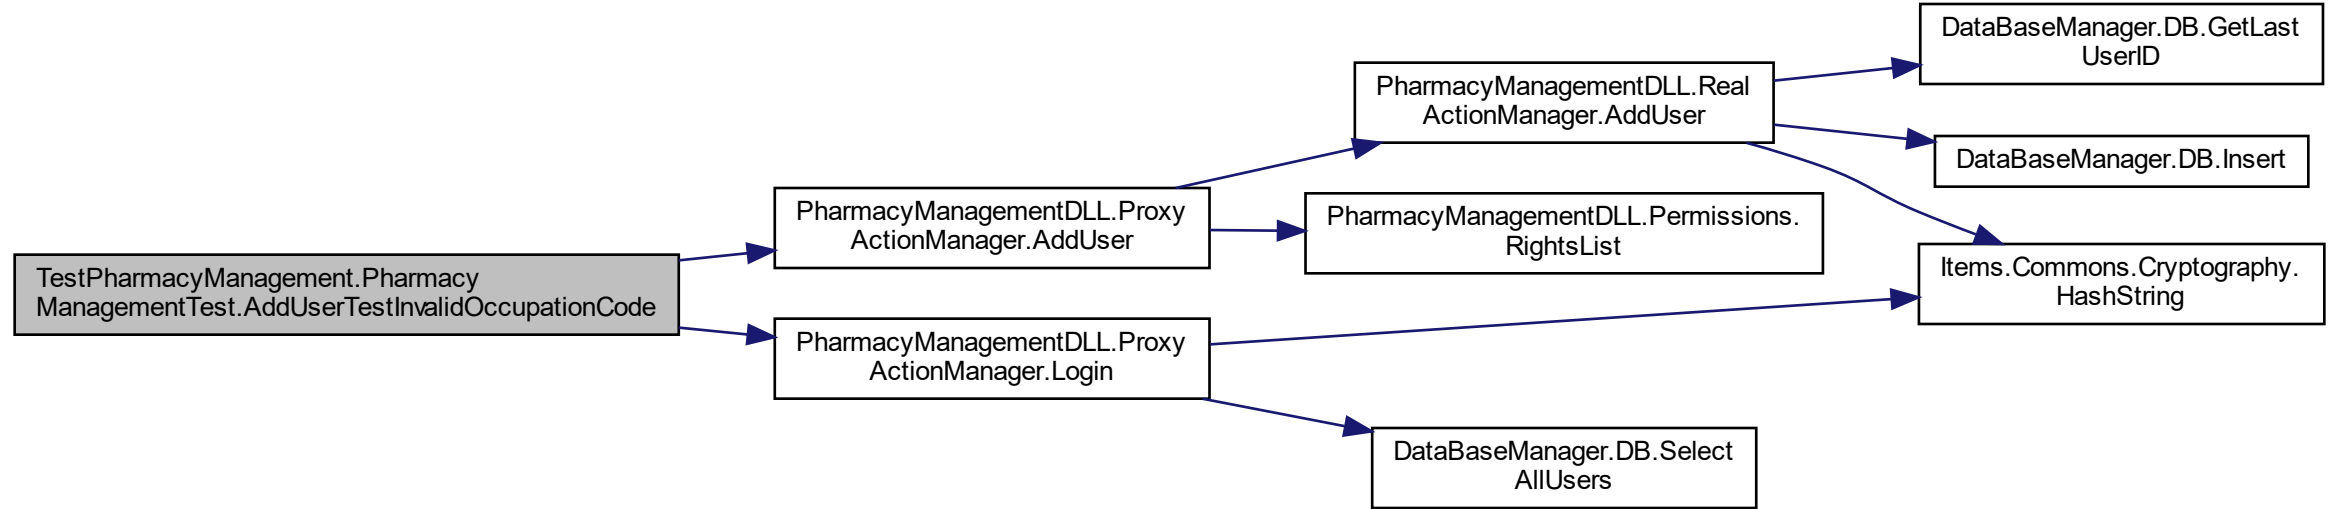 TestPharmacyManagement.Pharmacy
ManagementTest.AddUserTestInvalidOccupationCode
PharmacyManagementDLL.Proxy
ActionManager.AddUser
PharmacyManagementDLL.Real
ActionManager.AddUser
DataBaseManager.DB.GetLast
UserID
DataBaseManager.DB.Insert
Items.Commons.Cryptography.
HashString
PharmacyManagementDLL.Permissions.
RightsList
PharmacyManagementDLL.Proxy
ActionManager.Login
DataBaseManager.DB.Select
AllUsers